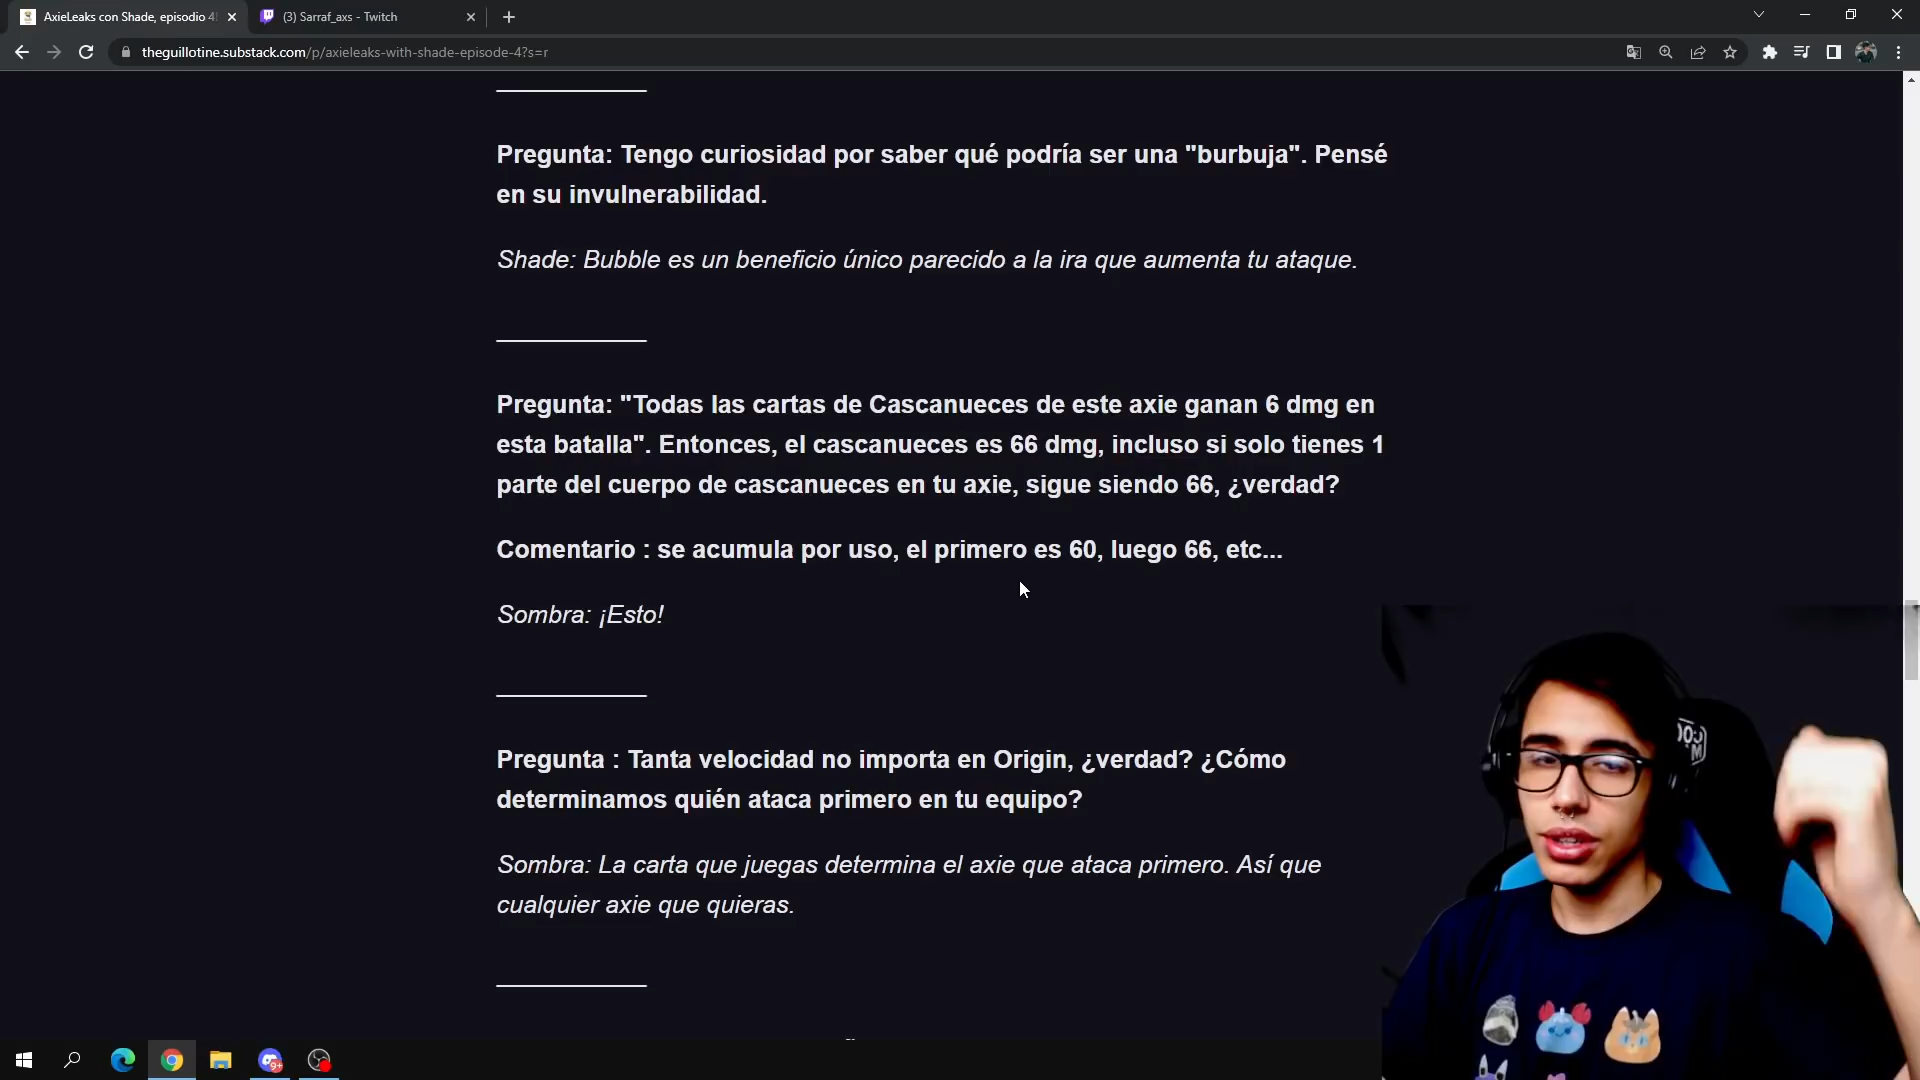 AxieLeaks con Shade, episodio 4
(3) Sarraf_axs - Twitch
theguillotine.substack.com/p/axieleaks-with-shade-episode-4?s=r
Pregunta: Tengo curiosidad por saber qué podría ser una "burbuja". Pensé
en su invulnerabilidad.
Shade: Bubble es un beneficio único parecido a la ira que aumenta tu ataque.
Pregunta: "Todas las cartas de Cascanueces de este axie ganan 6 dmg en
esta batalla". Entonces, el cascanueces es 66 dmg, incluso si solo tienes 1
parte del cuerpo de cascanueces en tu axie, sigue siendo 66, ¿verdad?
Comentario : se acumula por uso, el primero es 60, luego 66, etc...
Sombra: ¡Esto!
Pregunta : Tanta velocidad no importa en Origin, ¿verdad? ¿Cómo
determinamos quién ataca primero en tu equipo?
Sombra: La carta que juegas determina el axie que ataca primero. Así que
cualquier axie que quieras.
9+